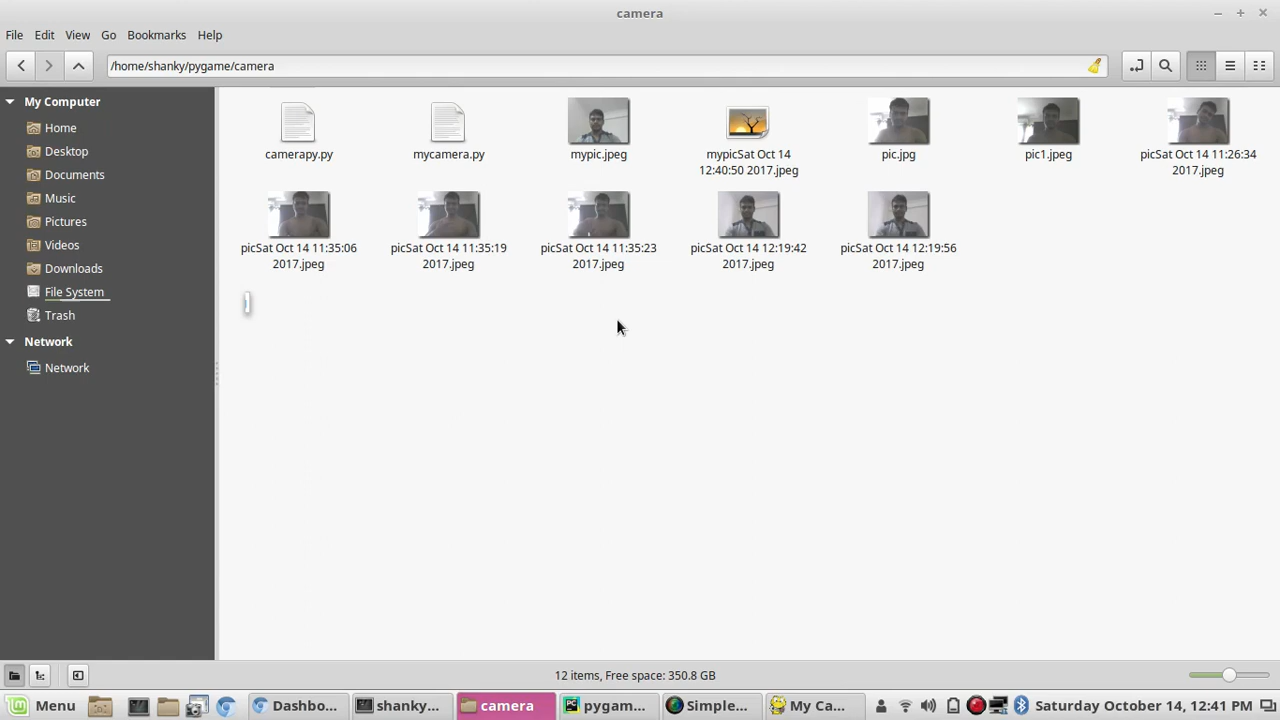 camera
File Edit View Go Bookmarks Help
/home/shanky/pygame/camera
My Computer
Home
Desktop
Documents
Music
Pictures
Videos
Downloads
File System
Trash
Network
Network
camerapy.py mycamera.py mypic.jpeg mypicSat Oct 14 pic.jpg pic1.jpeg picSat Oct 14 11:26:34
12:40:50 2017.jpeg 2017.jpeg
picSat Oct 14 11:35:06 picSat Oct 14 11:35:19 picSat Oct 14 11:35:23 picSat Oct 14 12:19:42 picSat Oct 14 12:19:56
2017.jpeg 2017.jpeg 2017.jpeg 2017.jpeg 2017.jpeg
12 items, Free space: 350.8 GB
Menu Dashbo... shanky... camera pygam... Simple... My Ca... Saturday October 14, 12:41 PM